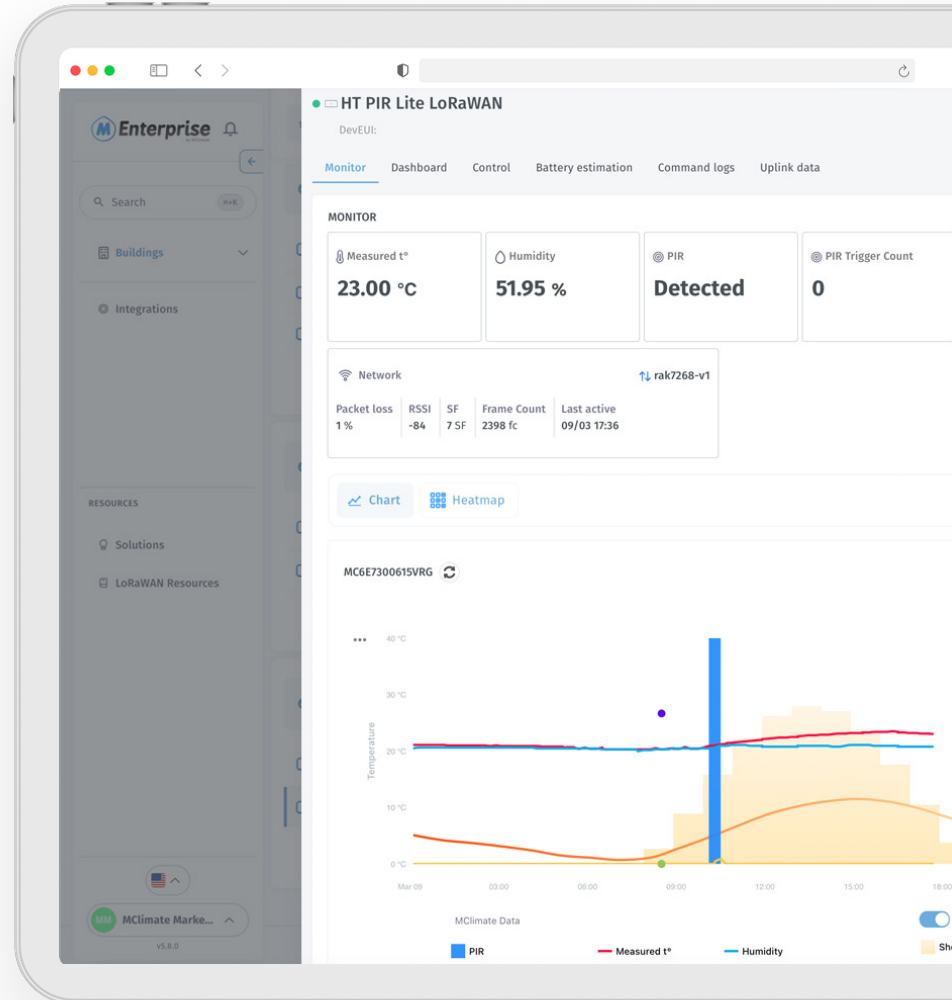 HT PIR Lite LoRaWAN
DevEUI:
M Enterprise
Monitor Dashboard Control Battery estimation Command logs Uplink data
Search ⌘+K
Buildings
Integrations
RESOURCES
Solutions
LoRaWAN Resources
MM MClimate Marke...
v5.8.0
MONITOR
Measured t°
23.00 °C
Humidity
51.95 %
PIR
Detected
PIR Trigger Count
0
Network rak7268-v1
Packet loss RSSI SF Frame Count Last active
1 % -84 7 SF 2398 fc 09/03 17:36
Chart Heatmap
MC6E7300615VRG
Temperature
40 °C
30 °C
20 °C
10 °C
0 °C
Mar 09 03:00 06:00 09:00 12:00 15:00 18:00
MClimate Data
PIR Measured t° Humidity Sh